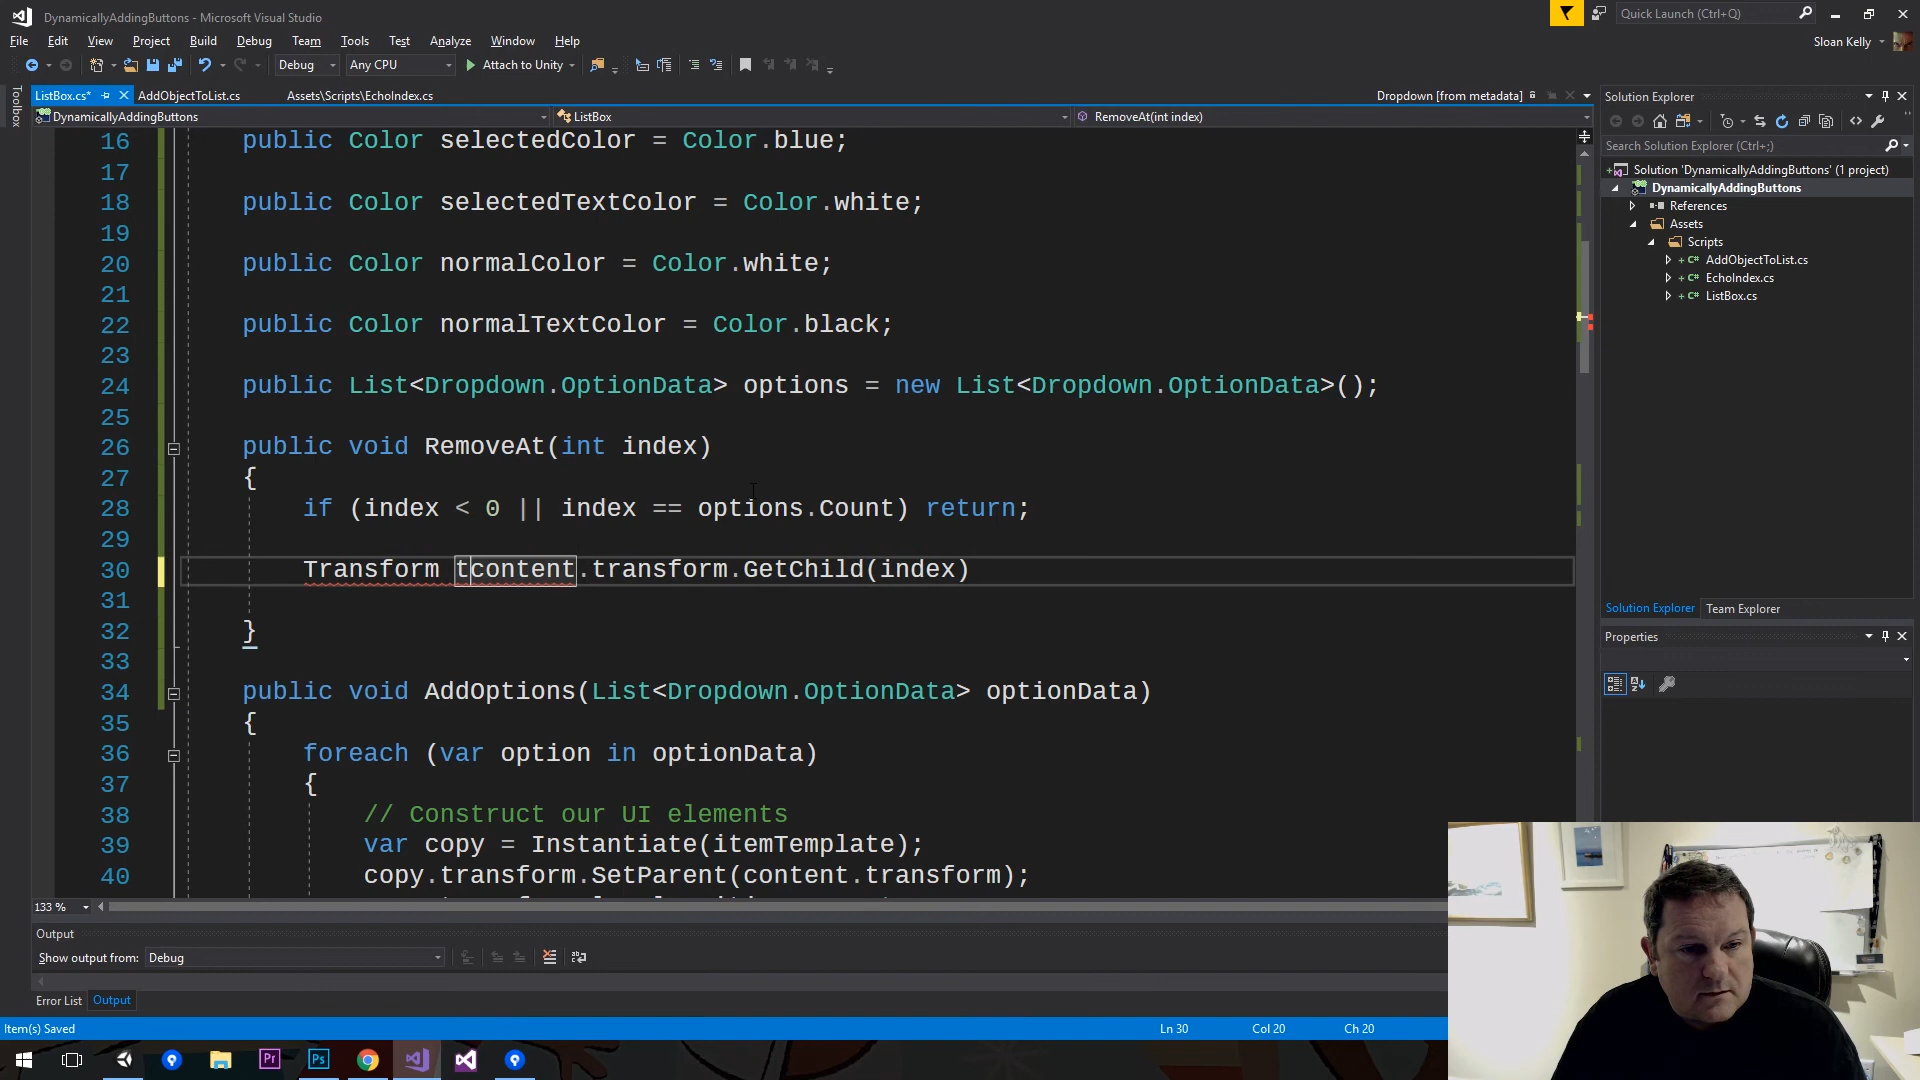 DynamicallyAddingButtons - Microsoft Visual Studio
Quick Launch (Ctrl+Q)
File Edit View Project Build Debug Team Tools Test Analyze Window Help
Sloan Kelly
Debug Any CPU Attach to Unity
Toolbox
ListBox.cs* AddObjectToList.cs Assets\Scripts\EchoIndex.cs Dropdown [from metadata]
DynamicallyAddingButtons ListBox RemoveAt(int index)
16 public Color selectedColor = Color.blue;
17
18 public Color selectedTextColor = Color.white;
19
20 public Color normalColor = Color.white;
21
22 public Color normalTextColor = Color.black;
23
24 public List<Dropdown.OptionData> options = new List<Dropdown.OptionData>();
25
26 public void RemoveAt(int index)
27 {
28 if (index < 0 || index == options.Count) return;
29
30 Transform tcontent.transform.GetChild(index)
31
32 }
33
34 public void AddOptions(List<Dropdown.OptionData> optionData)
35 {
36 foreach (var option in optionData)
37 {
38 // Construct our UI elements
39 var copy = Instantiate(itemTemplate);
40 copy.transform.SetParent(content.transform);
133 %
Output
Show output from: Debug
Error List Output
Item(s) Saved
Ln 30 Col 20 Ch 20
Solution Explorer
Search Solution Explorer (Ctrl+;)
Solution 'DynamicallyAddingButtons' (1 project)
DynamicallyAddingButtons
References
Assets
Scripts
AddObjectToList.cs
EchoIndex.cs
ListBox.cs
Solution Explorer Team Explorer
Properties
Pr
Ps